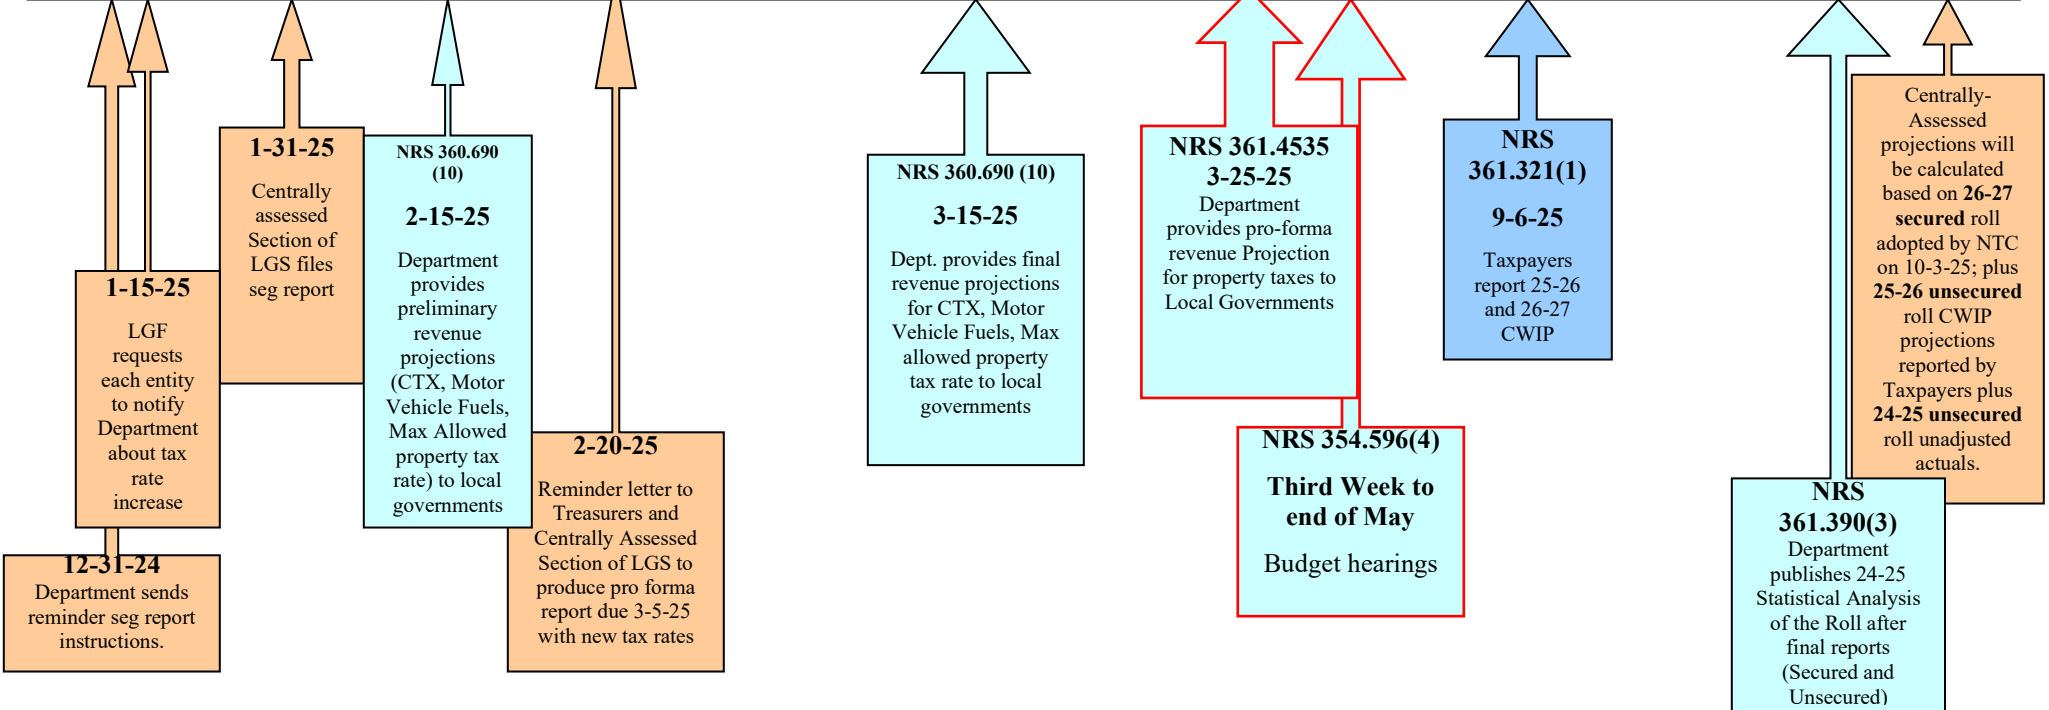 12-31-24
Department sends
reminder seg report
instructions.
1-15-25
LGF
requests
each entity
to notify
Department
about tax
rate
increase
1-31-25
Centrally
assessed
Section of
LGS files
seg report
NRS 360.690
(10)
2-15-25
Department
provides
preliminary
revenue
projections
(CTX, Motor
Vehicle Fuels,
Max Allowed
property tax
rate) to local
governments
2-20-25
Reminder letter to
Treasurers and
Centrally Assessed
Section of LGS to
produce pro forma
report due 3-5-25
with new tax rates
NRS 360.690 (10)
3-15-25
Dept. provides final
revenue projections
for CTX, Motor
Vehicle Fuels, Max
allowed property
tax rate to local
governments
NRS 361.4535
3-25-25
Department
provides pro-forma
revenue Projection
for property taxes to
Local Governments
NRS 354.596(4)
Third Week to
end of May
Budget hearings
NRS
361.321(1)
9-6-25
Taxpayers
report 25-26
and 26-27
CWIP
NRS
361.390(3)
Department
publishes 24-25
Statistical Analysis
of the Roll after
final reports
(Secured and
Unsecured)
Centrally-
Assessed
projections will
be calculated
based on 26-27
secured roll
adopted by NTC
on 10-3-25; plus
25-26 unsecured
roll CWIP
projections
reported by
Taxpayers plus
24-25 unsecured
roll unadjusted
actuals.